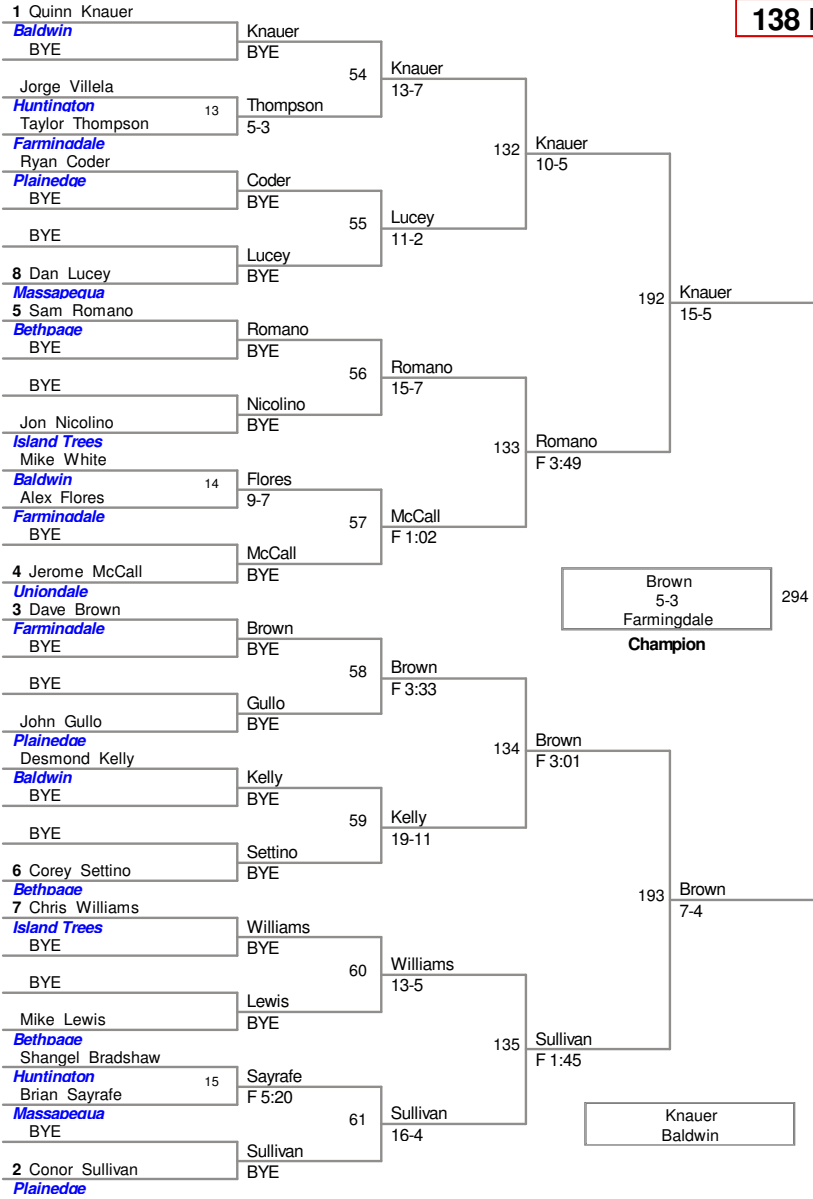 1 Quinn Knauer
Baldwin
BYE
Jorge Villela
Huntington
Taylor Thompson
Farmingdale
Ryan Coder
Plainedge
BYE
BYE
8 Dan Lucey
Massapequa
5 Sam Romano
Bethpage
BYE
BYE
Jon Nicolino
Island Trees
Mike White
Baldwin
Alex Flores
Farmingdale
BYE
4 Jerome McCall
Uniondale
3 Dave Brown
Farmingdale
BYE
BYE
John Gullo
Plainedge
Desmond Kelly
Baldwin
BYE
BYE
6 Corey Settino
Bethpage
7 Chris Williams
Island Trees
BYE
BYE
Mike Lewis
Bethpage
Shangel Bradshaw
Huntington
Brian Sayrafe
Massapequa
BYE
2 Conor Sullivan
Plainedge
13
14
15
Knauer
BYE
Thompson
5-3
Coder
BYE
Lucey
BYE
Romano
BYE
Nicolino
BYE
Flores
9-7
McCall
BYE
Brown
BYE
Gullo
BYE
Kelly
BYE
Settino
BYE
Williams
BYE
Lewis
BYE
Sayrafe
F 5:20
Sullivan
BYE
54
55
56
57
58
59
60
61
Knauer
13-7
Lucey
11-2
Romano
15-7
McCall
F 1:02
Brown
F 3:33
Kelly
19-11
Williams
13-5
Sullivan
16-4
132
133
134
135
Knauer
10-5
Romano
F 3:49
Brown
F 3:01
Sullivan
F 1:45
192
193
Knauer
15-5
Brown
7-4
138
Brown
5-3
Farmingdale
294
Champion
Knauer
Baldwin